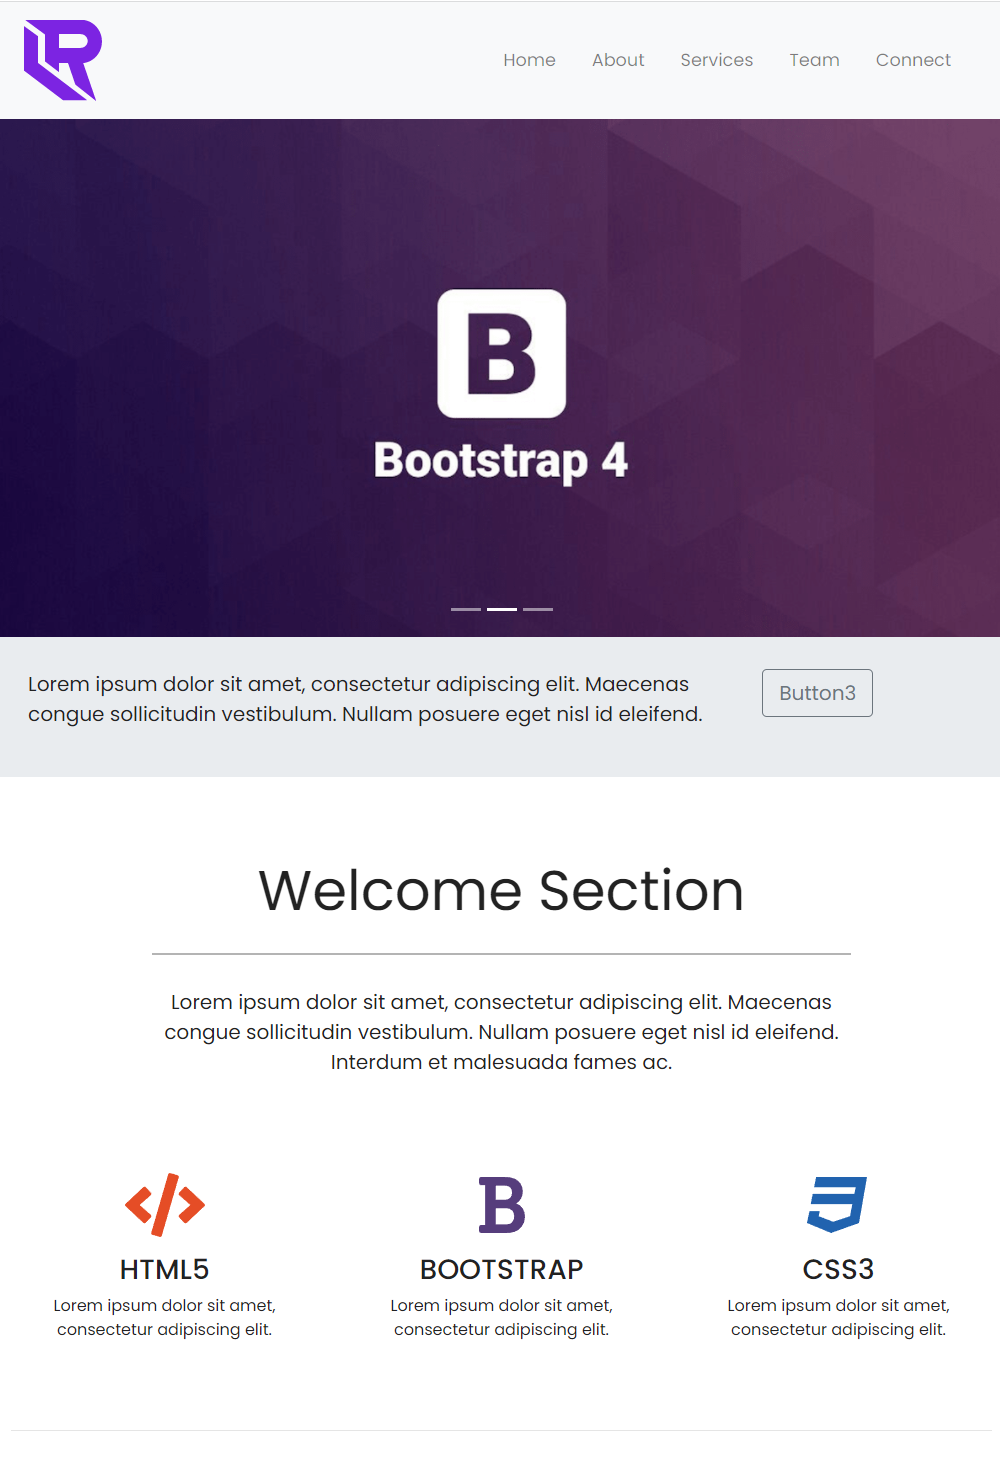 R
Home About Services Team Connect
B
Bootstrap 4
Lorem ipsum dolor sit amet, consectetur adipiscing elit. Maecenas
congue sollicitudin vestibulum. Nullam posuere eget nisl id eleifend.
Button3
Welcome Section
Lorem ipsum dolor sit amet, consectetur adipiscing elit. Maecenas
congue sollicitudin vestibulum. Nullam posuere eget nisl id eleifend.
Interdum et malesuada fames ac.
</>
HTML5
Lorem ipsum dolor sit amet,
consectetur adipiscing elit.
B
BOOTSTRAP
Lorem ipsum dolor sit amet,
consectetur adipiscing elit.
3
CSS3
Lorem ipsum dolor sit amet,
consectetur adipiscing elit.